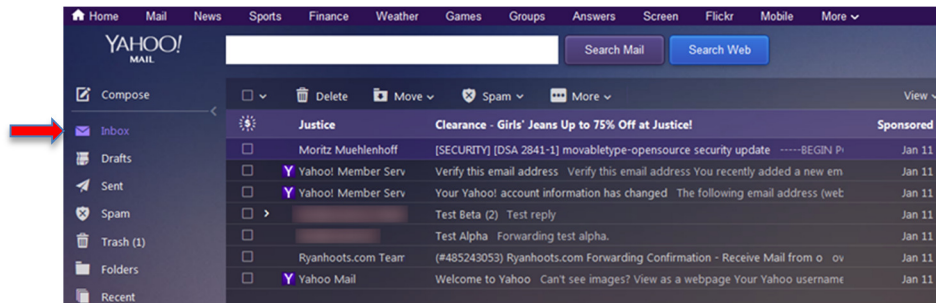 Home Mail News Sports Finance Weather Games Groups Answers Screen Flickr Mobile More
YAHOO! MAIL
Search Mail Search Web
Compose
Delete Move Spam More View
Inbox
Drafts
Sent
Spam
Trash (1)
Folders
Recent
Justice Clearance - Girls' Jeans Up to 75% Off at Justice! Sponsored
Moritz Muehlenhoff [SECURITY] [DSA 2841-1] movabletype-opensource security update -----BEGIN Jan 11
Y Yahoo! Member Serv Verify this email address Verify this email address You recently added a new em Jan 11
Y Yahoo! Member Serv Your Yahoo! account information has changed The following email address (web Jan 11
Test Beta (2) Test reply Jan 11
Test Alpha Forwarding test alpha. Jan 11
Ryanhoots.com Team (#485243053) Ryanhoots.com Forwarding Confirmation - Receive Mail from o Jan 11
Y Yahoo Mail Welcome to Yahoo Can't see images? View as a webpage Your Yahoo username Jan 11